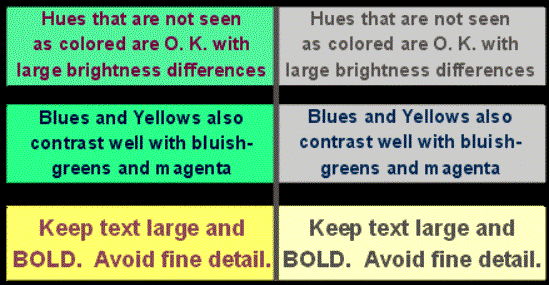 Hues that are not seen
as colored are O. K. with
large brightness differences
Hues that are not seen
as colored are O. K. with
large brightness differences
Blues and Yellows also
contrast well with bluish-
greens and magenta
Blues and Yellows also
contrast well with bluish-
greens and magenta
Keep text large and
BOLD. Avoid fine detail.
Keep text large and
BOLD. Avoid fine detail.